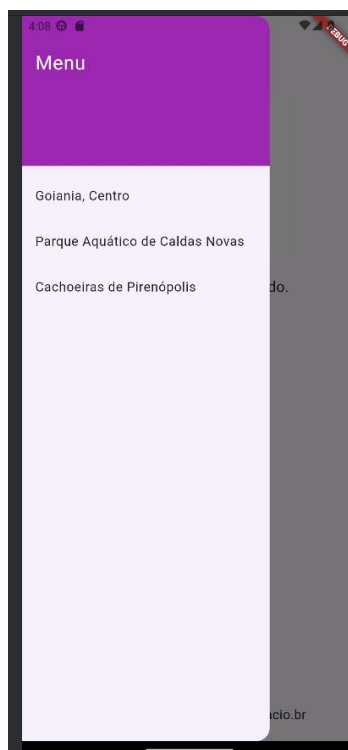 4:08
Menu
Goiania, Centro
Parque Aquático de Caldas Novas
Cachoeiras de Pirenópolis
do.
acio.br